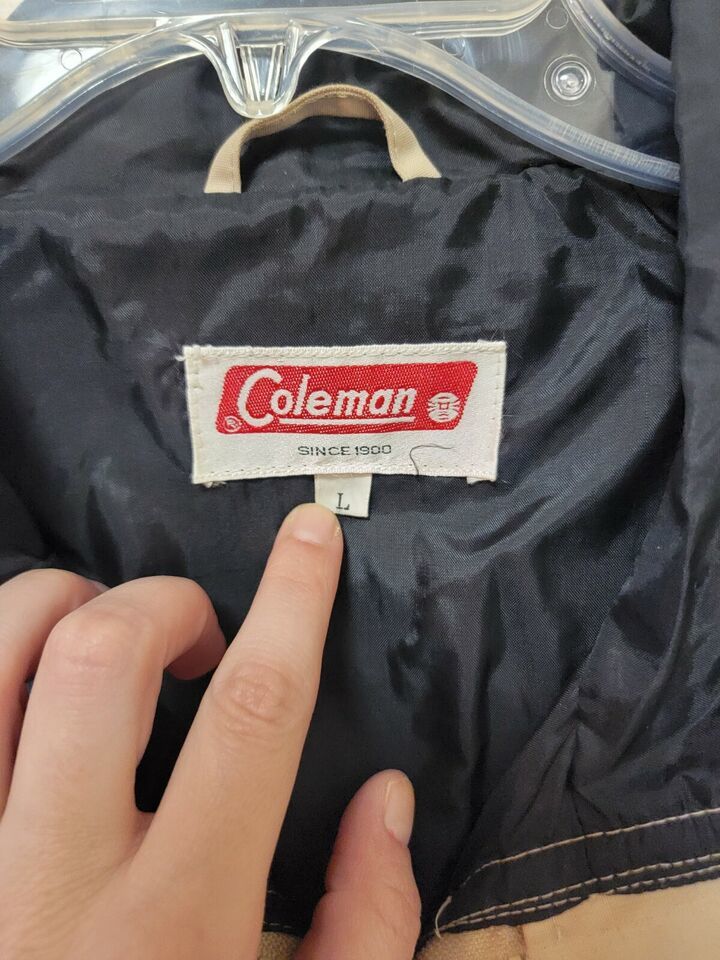 Coleman
®
SINCE 1900
L